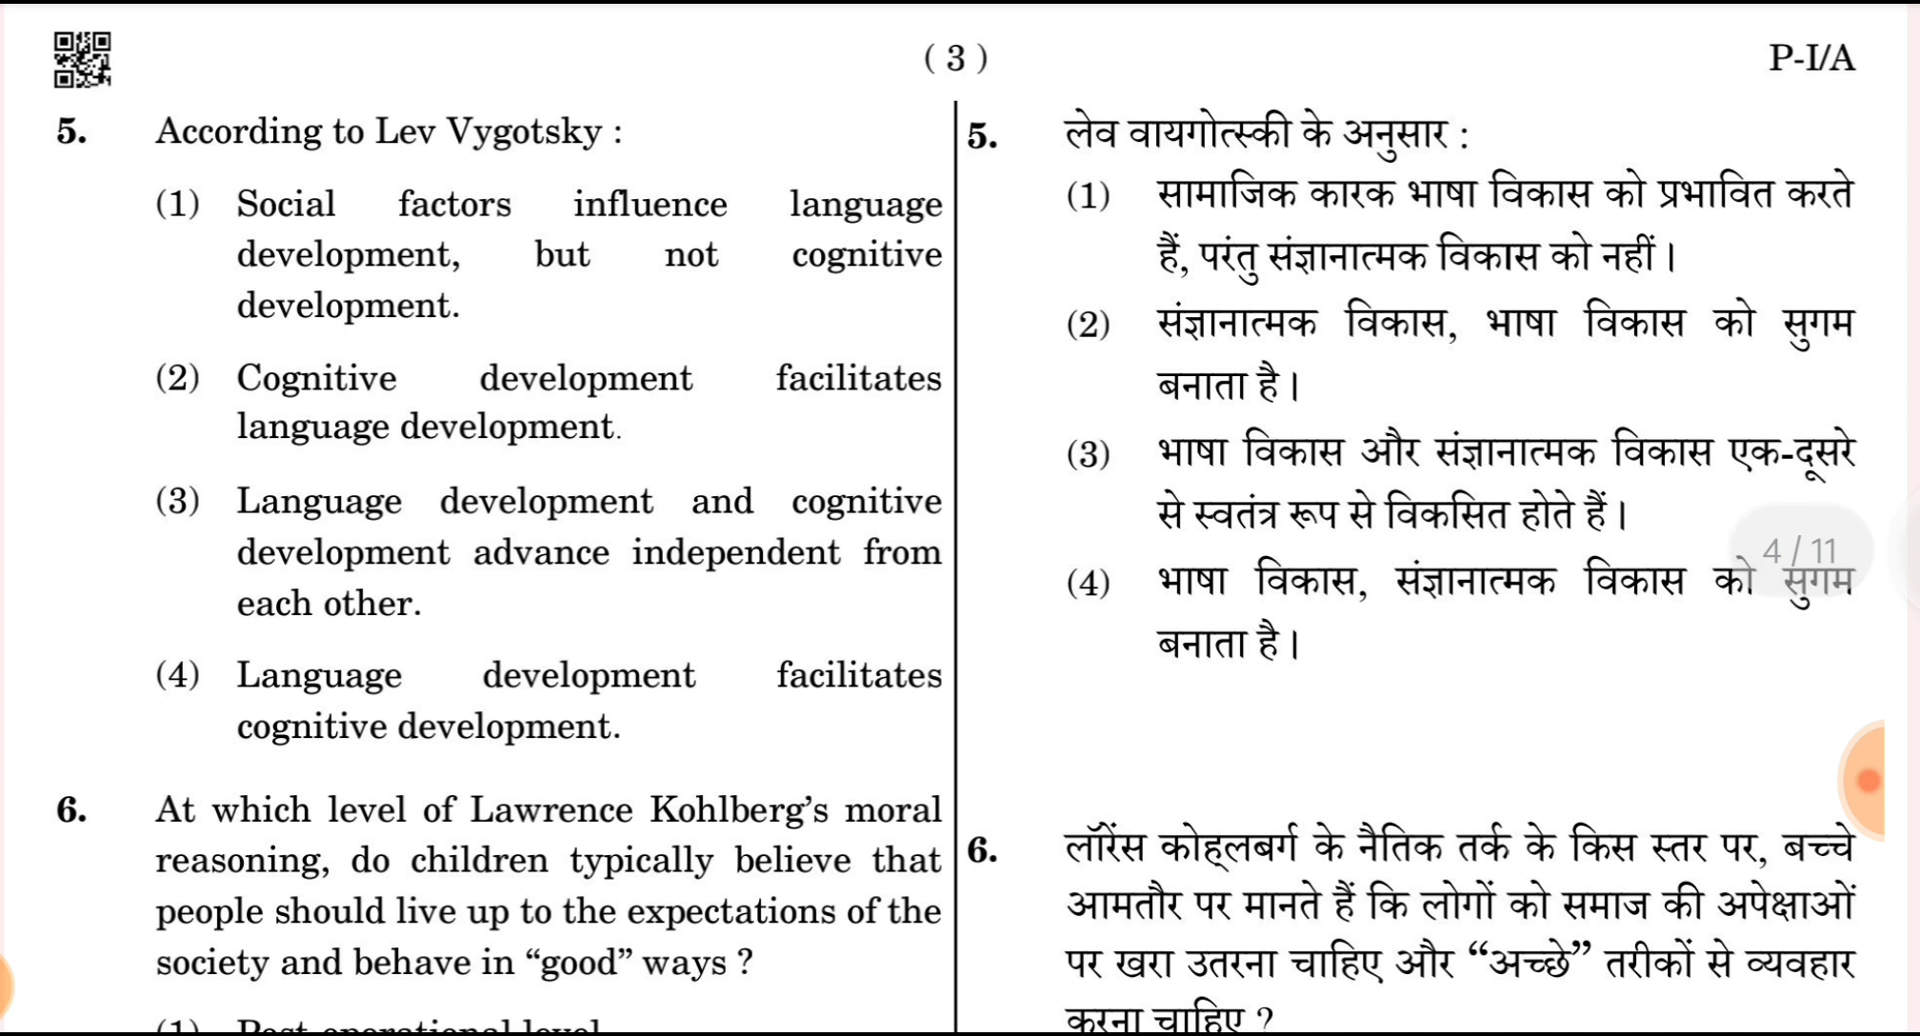 ( 3 )
P-I/A
5. According to Lev Vygotsky :
(1) Social factors influence language
development, but not cognitive
development.
(2) Cognitive development facilitates
language development.
(3) Language development and cognitive
development advance independent from
each other.
(4) Language development facilitates
cognitive development.
6. At which level of Lawrence Kohlberg's moral
reasoning, do children typically believe that
people should live up to the expectations of the
society and behave in “good” ways ?
5. लेव वायगोत्स्की के अनुसार :
(1) सामाजिक कारक भाषा विकास को प्रभावित करते
हैं, परंतु संज्ञानात्मक विकास को नहीं।
(2) संज्ञानात्मक विकास, भाषा विकास को सुगम
बनाता है।
(3) भाषा विकास और संज्ञानात्मक विकास एक-दूसरे
से स्वतंत्र रूप से विकसित होते हैं।
4 / 11
(4) भाषा विकास, संज्ञानात्मक विकास को सुगम
बनाता है।
6. लॉरेंस कोह्लबर्ग के नैतिक तर्क के किस स्तर पर, बच्चे
आमतौर पर मानते हैं कि लोगों को समाज की अपेक्षाओं
पर खरा उतरना चाहिए और “अच्छे” तरीकों से व्यवहार
करना चाहिए ?